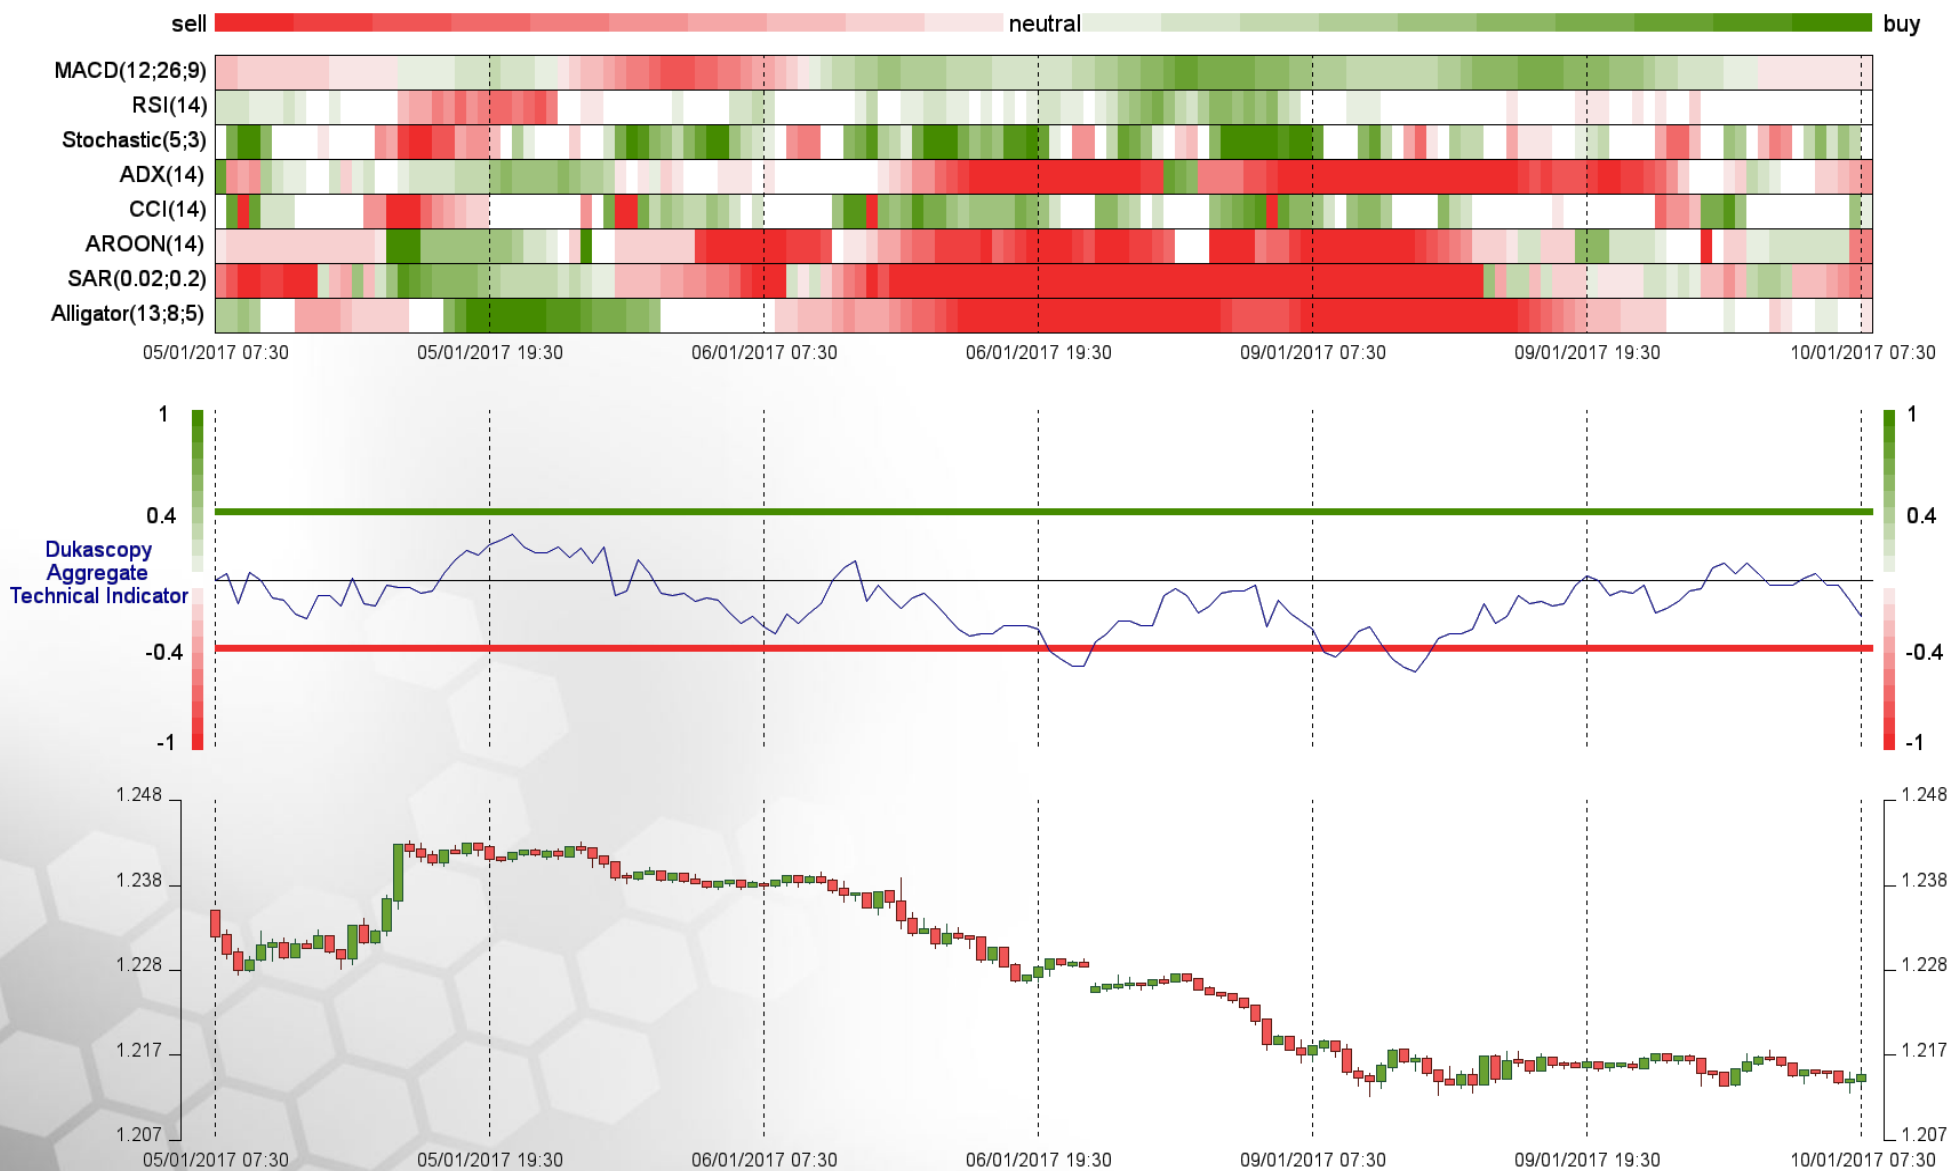 sell neutral buy
MACD(12;26;9)
RSI(14)
Stochastic(5;3)
ADX(14)
CCI(14)
AROON(14)
SAR(0.02;0.2)
Alligator(13;8;5)
05/01/2017 07:30 05/01/2017 19:30 06/01/2017 07:30 06/01/2017 19:30 09/01/2017 07:30 09/01/2017 19:30 10/01/2017 07:30
1 1
0.4 0.4
Dukascopy
Aggregate
Technical Indicator
-0.4 -0.4
-1 -1
1.248 1.248
1.238 1.238
1.228 1.228
1.217 1.217
1.207 1.207
05/01/2017 07:30 05/01/2017 19:30 06/01/2017 07:30 06/01/2017 19:30 09/01/2017 07:30 09/01/2017 19:30 10/01/2017 07:30